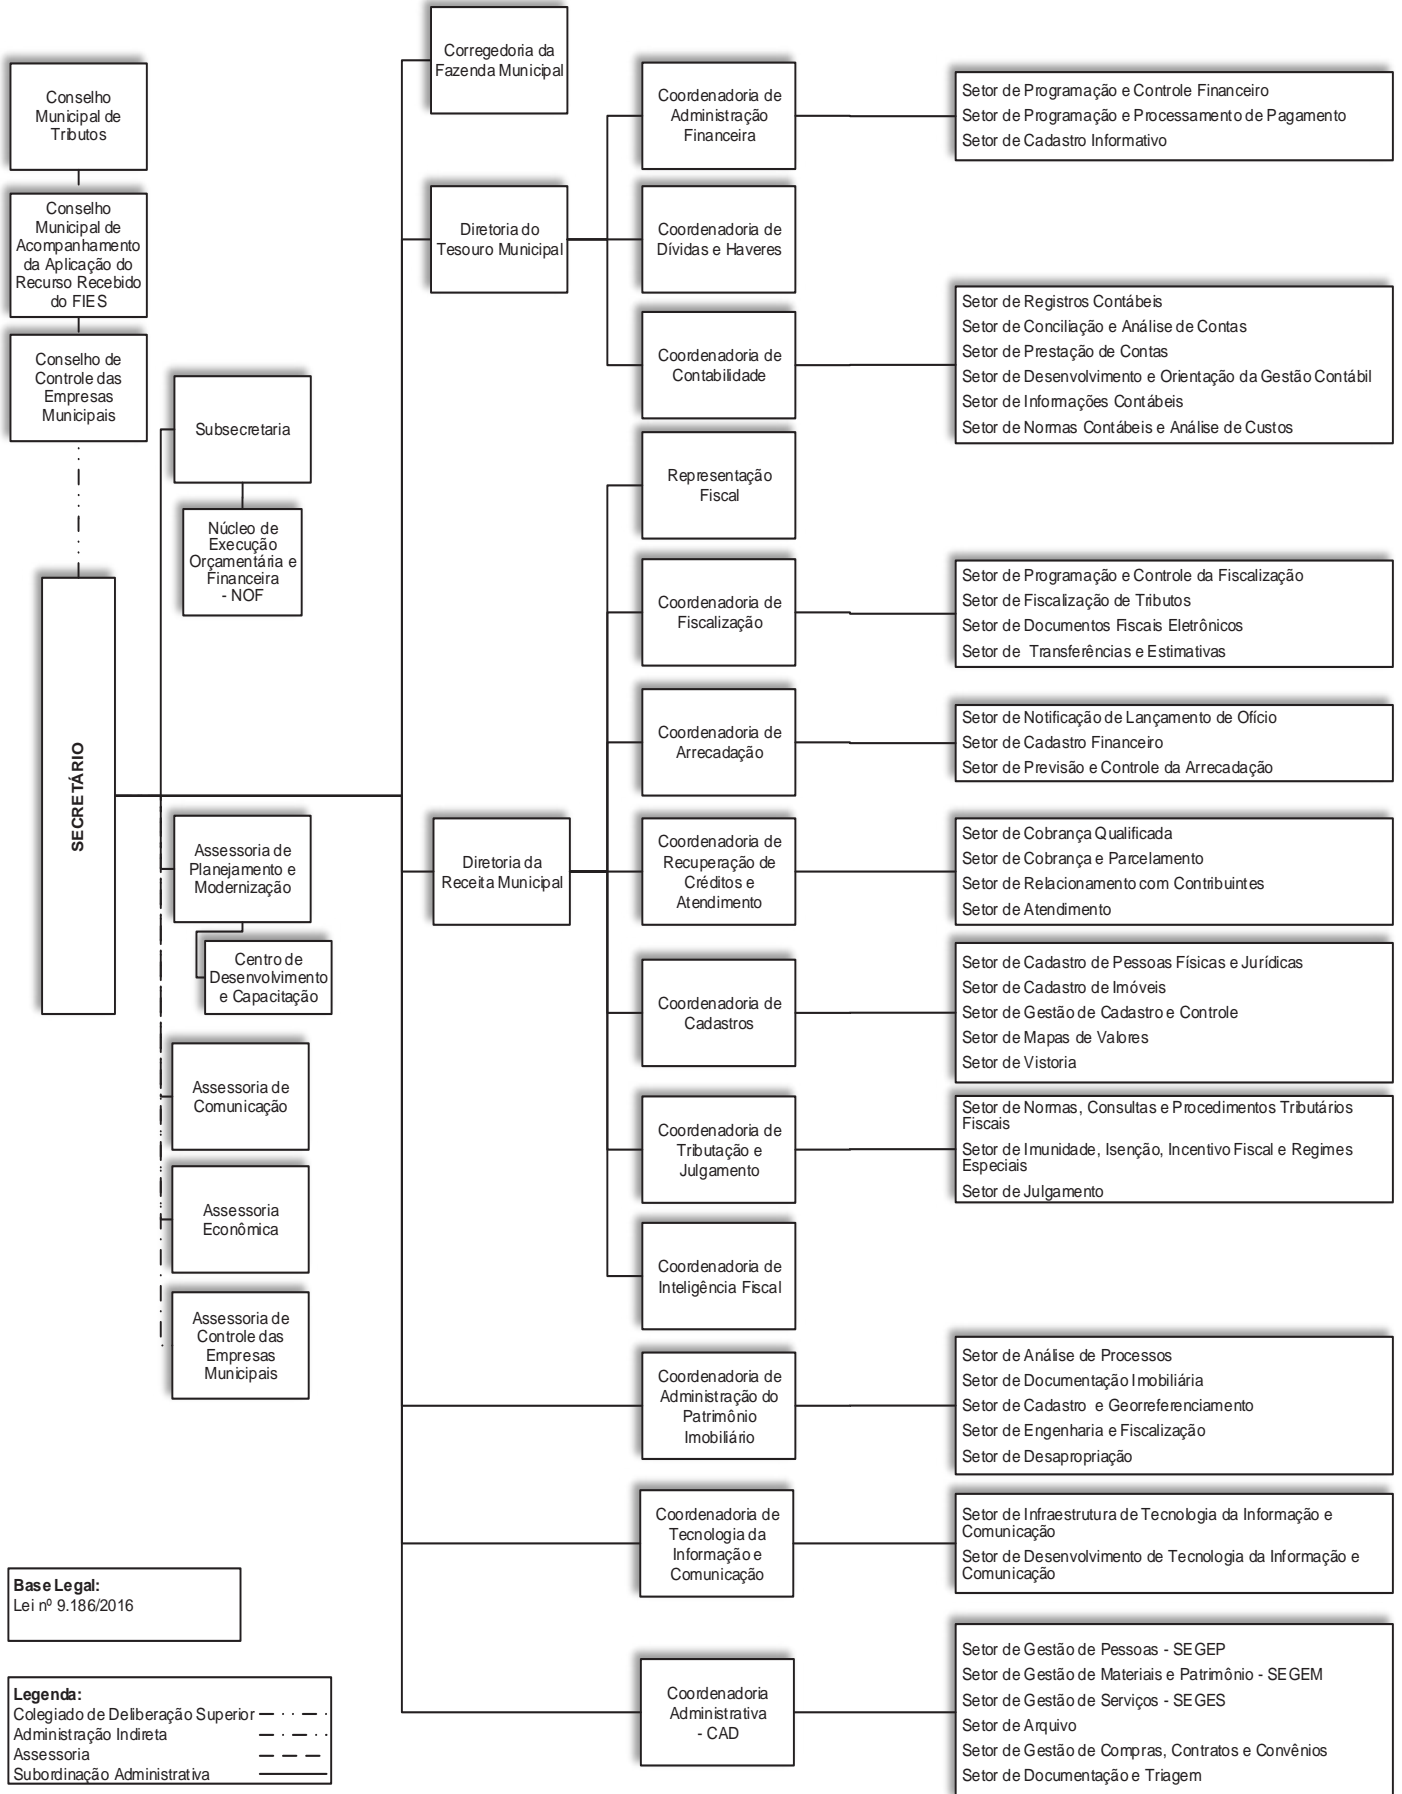 Conselho
Municipal de
Tributos
Conselho
Municipal de
Acompanhamento
da Aplicação do
Recurso Recebido
do FIES
Conselho de
Controle das
Empresas
Municipais
SECRETÁRIO
Subsecretaria
Núcleo de
Execução
Orçamentária e
Financeira
- NOF
Assessoria de
Planejamento e
Modernização
Centro de
Desenvolvimento
e Capacitação
Assessoria de
Comunicação
Assessoria
Econômica
Assessoria de
Controle das
Empresas
Municipais
Corregedoria da
Fazenda Municipal
Diretoria do
Tesouro Municipal
Coordenadoria de
Administração
Financeira
Setor de Programação e Controle Financeiro
Setor de Programação e Processamento de Pagamento
Setor de Cadastro Informativo
Coordenadoria de
Dívidas e Haveres
Coordenadoria de
Contabilidade
Setor de Registros Contábeis
Setor de Conciliação e Análise de Contas
Setor de Prestação de Contas
Setor de Desenvolvimento e Orientação da Gestão Contábil
Setor de Informações Contábeis
Setor de Normas Contábeis e Análise de Custos
Diretoria da
Receita Municipal
Representação
Fiscal
Coordenadoria de
Fiscalização
Setor de Programação e Controle da Fiscalização
Setor de Fiscalização de Tributos
Setor de Documentos Fiscais Eletrônicos
Setor de Transferências e Estimativas
Coordenadoria de
Arrecadação
Setor de Notificação de Lançamento de Ofício
Setor de Cadastro Financeiro
Setor de Previsão e Controle da Arrecadação
Coordenadoria de
Recuperação de
Créditos e
Atendimento
Setor de Cobrança Qualificada
Setor de Cobrança e Parcelamento
Setor de Relacionamento com Contribuintes
Setor de Atendimento
Coordenadoria de
Cadastros
Setor de Cadastro de Pessoas Físicas e Jurídicas
Setor de Cadastro de Imóveis
Setor de Gestão de Cadastro e Controle
Setor de Mapas de Valores
Setor de Vistoria
Coordenadoria de
Tributação e
Julgamento
Setor de Normas, Consultas e Procedimentos Tributários
Fiscais
Setor de Imunidade, Isenção, Incentivo Fiscal e Regimes
Especiais
Setor de Julgamento
Coordenadoria de
Inteligência Fiscal
Coordenadoria de
Administração do
Patrimônio
Imobiliário
Setor de Análise de Processos
Setor de Documentação Imobiliária
Setor de Cadastro e Georreferenciamento
Setor de Engenharia e Fiscalização
Setor de Desapropriação
Coordenadoria de
Tecnologia da
Informação e
Comunicação
Setor de Infraestrutura de Tecnologia da Informação e
Comunicação
Setor de Desenvolvimento de Tecnologia da Informação e
Comunicação
Coordenadoria
Administrativa
- CAD
Setor de Gestão de Pessoas - SEGEP
Setor de Gestão de Materiais e Patrimônio - SEGEM
Setor de Gestão de Serviços - SEGES
Setor de Arquivo
Setor de Gestão de Compras, Contratos e Convênios
Setor de Documentação e Triagem
Base Legal:
Lei nº 9.186/2016
Legenda:
Colegiado de Deliberação Superior
Administração Indireta
Assessoria
Subordinação Administrativa